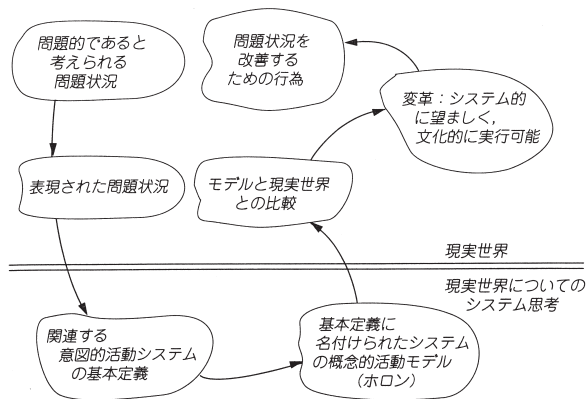 問題的であると
考えられる
問題状況
問題状況を
改善する
ための行為
変革:システム的
に望ましく,
文化的に実行可能
表現された問題状況
モデルと現実世界
との比較
現実世界
現実世界についての
システム思考
関連する
意図的活動システム
の基本定義
基本定義に
名付けられたシステム
の概念的活動モデル
(ホロン)